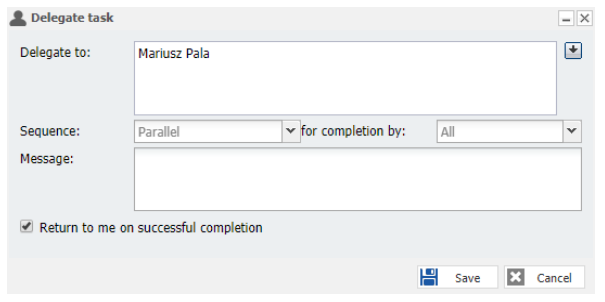 Delegate task
Delegate to: Mariusz Pala
Sequence: Parallel for completion by: All
Message:
Return to me on successful completion
Save Cancel